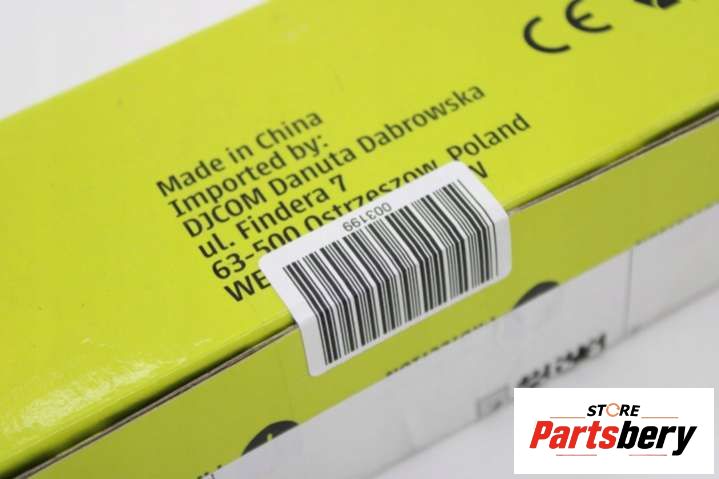 CE
Made in China
Imported by:
DJCOM Danuta Dabrowska
ul. Findera 7
63-500 Ostrzeszow, Poland
WE
003199
STORE
Partsbery